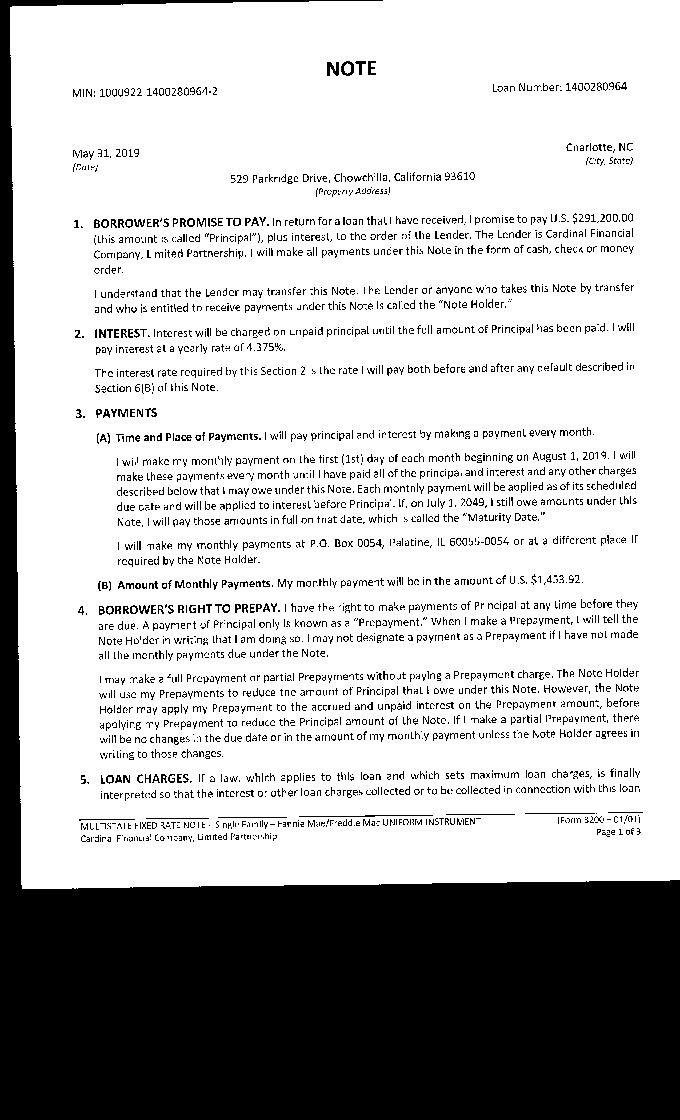 NOTE
MIN: 1000922-1400280964-2
Loan Number: 1400280964
May 31, 2019
Charlotte, NC
(Date)
(City, State)
529 Parkridge Drive, Chowchilla, California 93610
(Property Address)
1. BORROWER'S PROMISE TO PAY. In return for a loan that I have received, I promise to pay U.S. $291,200.00
(this amount is called "Principal"), plus interest, to the order of the Lender. The Lender is Cardinal Financial
Company, Limited Partnership. I will make all payments under this Note in the form of cash, check or money
order.
I understand that the Lender may transfer this Note. The Lender or anyone who takes this Note by transfer
and who is entitled to receive payments under this Note is called the "Note Holder."
2. INTEREST. Interest will be charged on unpaid principal until the full amount of Principal has been paid. I will
pay interest at a yearly rate of 4.375%.
The interest rate required by this Section 2 is the rate I will pay both before and after any default described in
Section 6(B) of this Note.
3. PAYMENTS
(A) Time and Place of Payments. I will pay principal and interest by making a payment every month.
I will make my monthly payment on the first (1st) day of each month beginning on August 1, 2019. I will
make these payments every month until I have paid all of the principal and interest and any other charges
described below that I may owe under this Note. Each monthly payment will be applied as of its scheduled
due date and will be applied to interest before Principal. If, on July 1, 2049, I still owe amounts under this
Note, I will pay those amounts in full on that date, which is called the "Maturity Date."
I will make my monthly payments at P.O. Box 0054, Palatine, IL 60055-0054 or at a different place if
required by the Note Holder.
(B) Amount of Monthly Payments. My monthly payment will be in the amount of U.S. $1,453.92.
4. BORROWER'S RIGHT TO PREPAY. I have the right to make payments of Principal at any time before they
are due. A payment of Principal only is known as a "Prepayment." When I make a Prepayment, I will tell the
Note Holder in writing that I am doing so. I may not designate a payment as a Prepayment if I have not made
all the monthly payments due under the Note.
I may make a full Prepayment or partial Prepayments without paying a Prepayment charge. The Note Holder
will use my Prepayments to reduce the amount of Principal that I owe under this Note. However, the Note
Holder may apply my Prepayment to the accrued and unpaid interest on the Prepayment amount, before
applying my Prepayment to reduce the Principal amount of the Note. If I make a partial Prepayment, there
will be no changes in the due date or in the amount of my monthly payment unless the Note Holder agrees in
writing to those changes.
5. LOAN CHARGES. If a law, which applies to this loan and which sets maximum loan charges, is finally
interpreted so that the interest or other loan charges collected or to be collected in connection with this loan
MULTISTATE FIXED RATE NOTE - Single Family – Fannie Mae/Freddie Mac UNIFORM INSTRUMENT
(Form 3200 – 01/01)
Cardinal Financial Company, Limited Partnership
Page 1 of 3